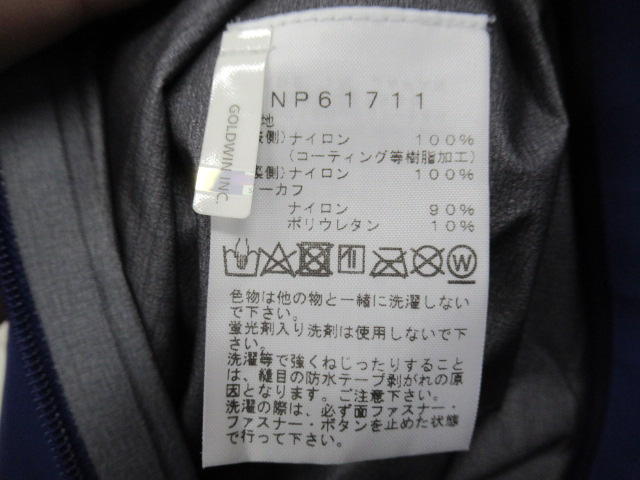 GOLDWIN INC
NP61711
地
側)ナイロン 100%
(コーティング等樹脂加工)
側)ナイロン 100%
ーカフ
ナイロン 90%
ポリウレタン 10%
W
色物は他の物と一緒に洗濯しない
で下さい。
蛍光剤入り洗剤は使用しないで下
さい。
洗濯等で強くねじったりすること
は、縫目の防水テープ剥がれの原
因となります。ご注意下さい。
洗濯の際は、必ず面ファスナー・
ファスナー・ボタンを止めた状態
で行って下さい。